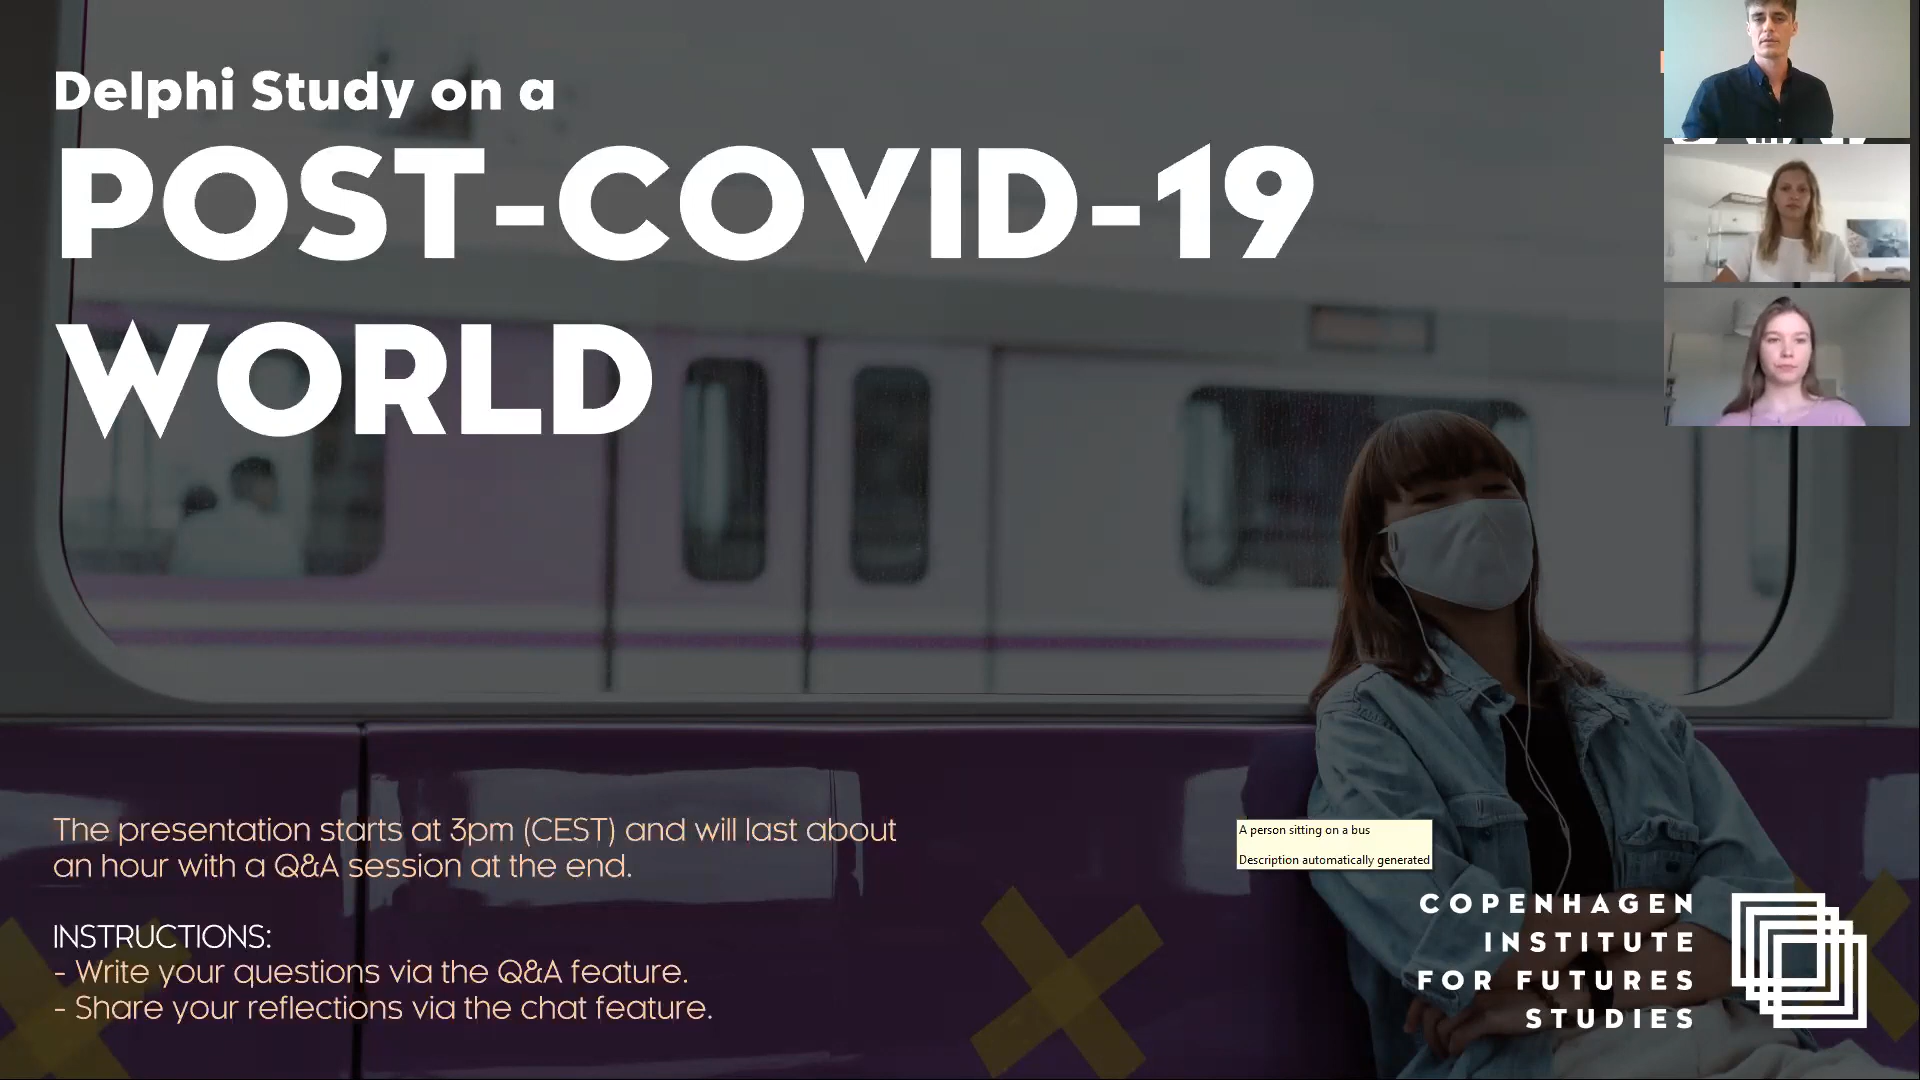 Delphi Study on a
POST-COVID-19
WORLD
The presentation starts at 3pm (CEST) and will last about
an hour with a Q&A session at the end.
INSTRUCTIONS:
- Write your questions via the Q&A feature.
- Share your reflections via the chat feature.
A person sitting on a bus
Description automatically generated
COPENHAGEN
INSTITUTE
FOR FUTURES
STUDIES